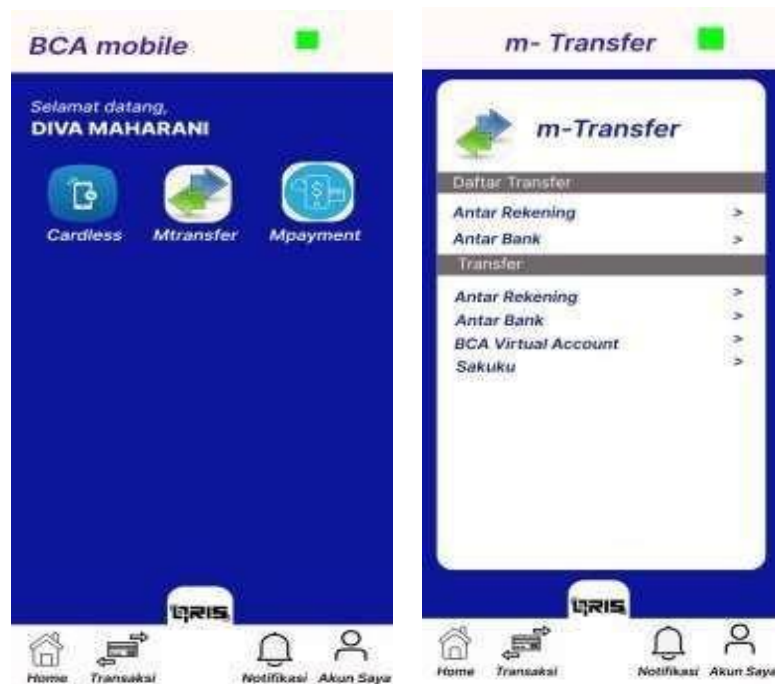 BCA mobile
Selamat datang,
DIVA MAHARANI
Cardless
Mtransfer
Mpayment
QRIS
Home
Transaksi
Notifikasi
Akun Saya
m- Transfer
m-Transfer
Daftar Transfer
Antar Rekening >
Antar Bank >
Transfer
Antar Rekening >
Antar Bank >
BCA Virtual Account >
Sakuku >
QRIS
Home
Transaksi
Notifikasi
Akun Saya